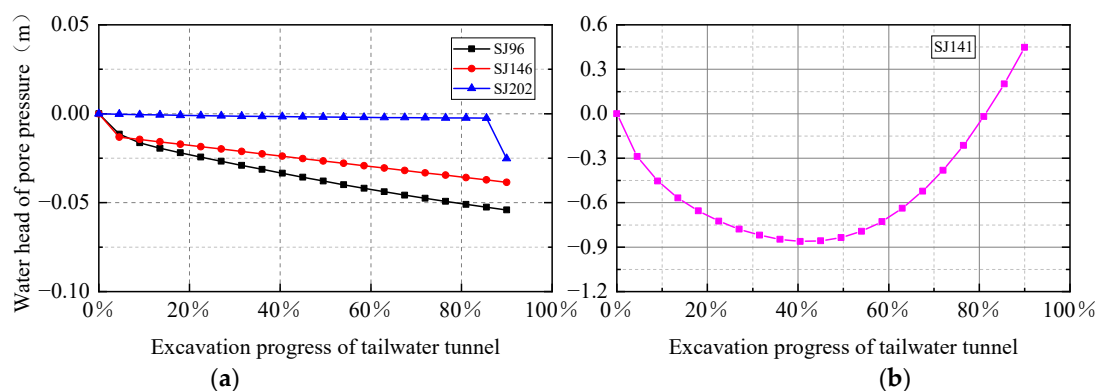 Water head of pore pressure（m）
0.05
0.00
−0.05
−0.10
SJ96
SJ146
SJ202
0% 20% 40% 60% 80% 100%
Excavation progress of tailwater tunnel
(a)
0.6
0.3
0.0
−0.3
−0.6
−0.9
−1.2
SJ141
0% 20% 40% 60% 80% 100%
Excavation progress of tailwater tunnel
(b)